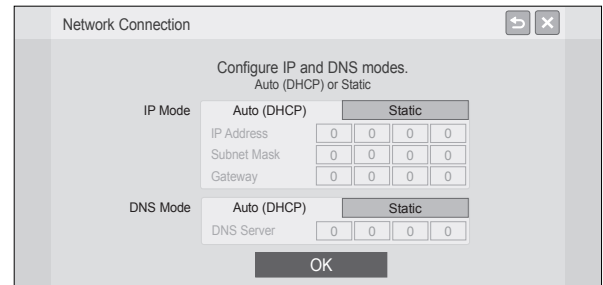 Network Connection
Configure IP and DNS modes.
Auto (DHCP) or Static
IP Mode Auto (DHCP) Static
IP Address 0 0 0 0
Subnet Mask 0 0 0 0
Gateway 0 0 0 0
DNS Mode Auto (DHCP) Static
DNS Server 0 0 0 0
OK